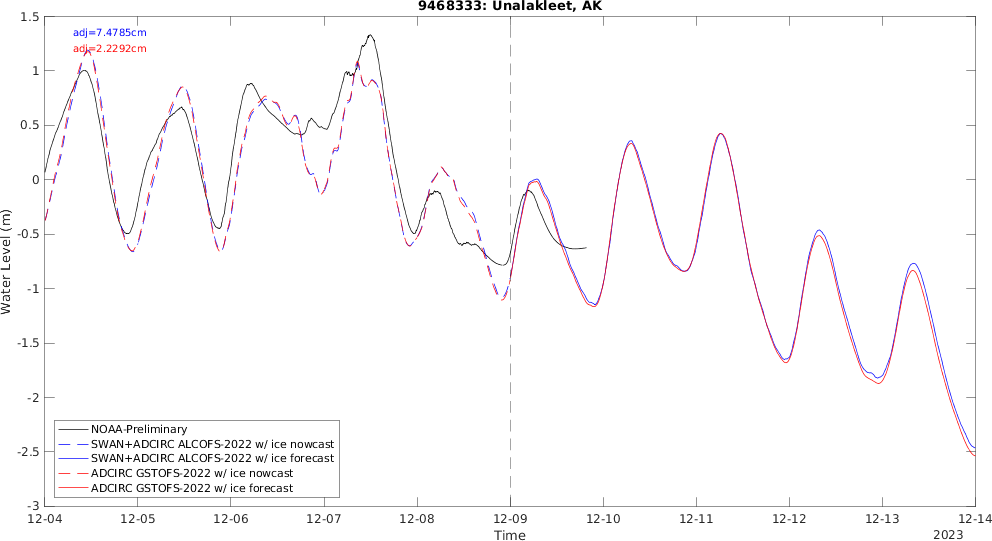 9468333: Unalakleet, AK
adj=7.4785cm
adj=2.2292cm
1.5
1
0.5
0
-0.5
-1
-1.5
-2
-2.5
-3
Water Level (m)
NOAA-Preliminary
SWAN+ADCIRC ALCOFS-2022 w/ ice nowcast
SWAN+ADCIRC ALCOFS-2022 w/ ice forecast
ADCIRC GSTOFS-2022 w/ ice nowcast
ADCIRC GSTOFS-2022 w/ ice forecast
12-04 12-05 12-06 12-07 12-08 12-09 12-10 12-11 12-12 12-13 12-14
Time
2023